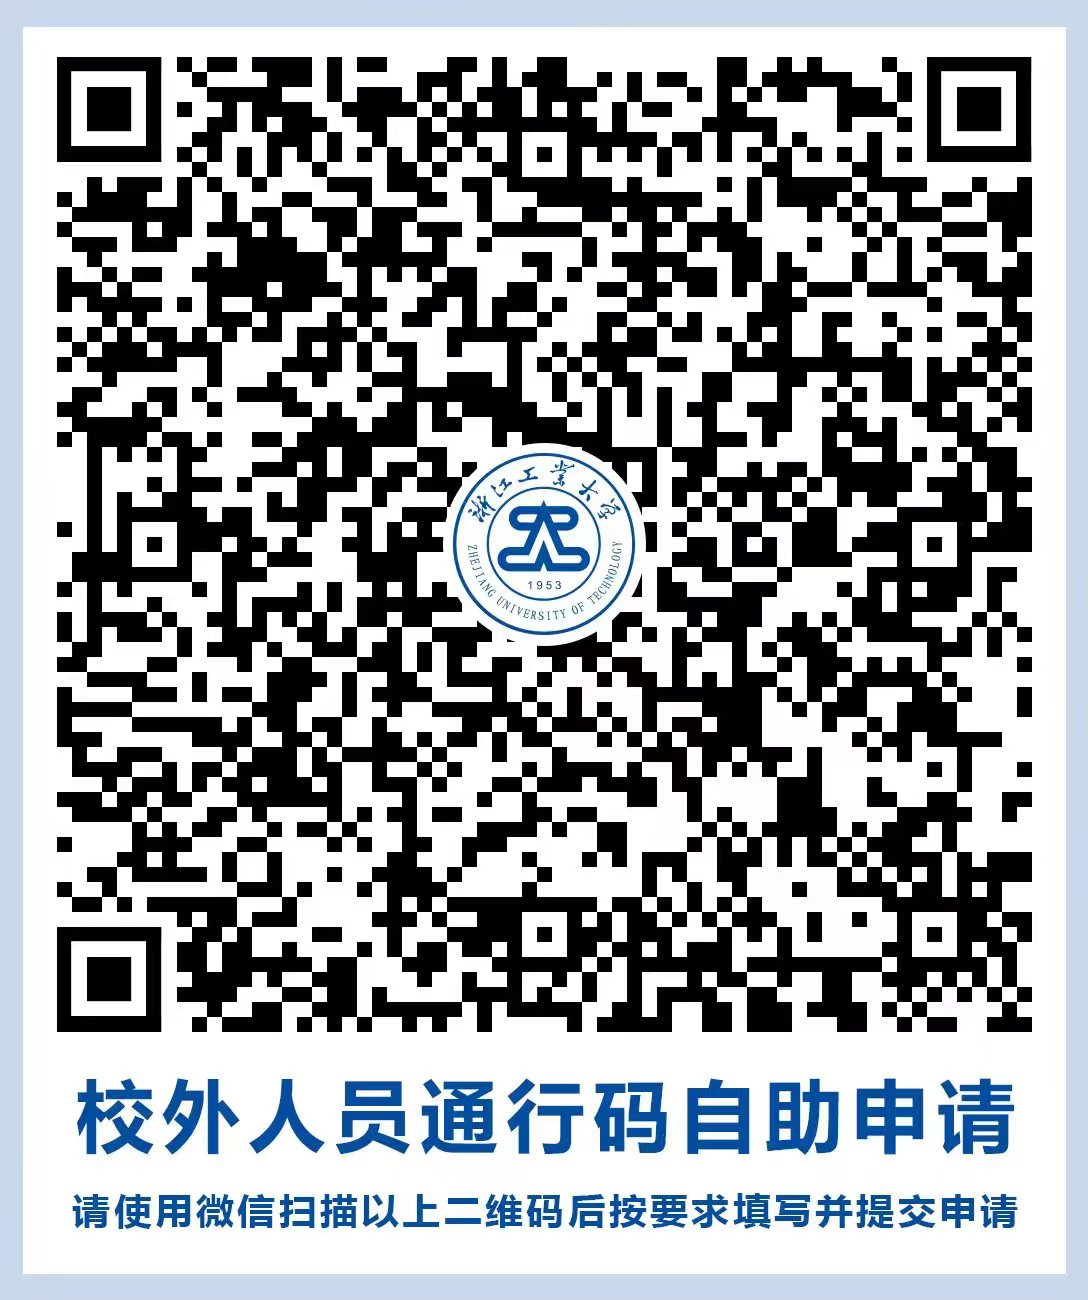 浙江工业大学
1953
ZHEJIANG UNIVERSITY OF TECHNOLOGY
校外人员通行码自助申请
请使用微信扫描以上二维码后按要求填写并提交申请